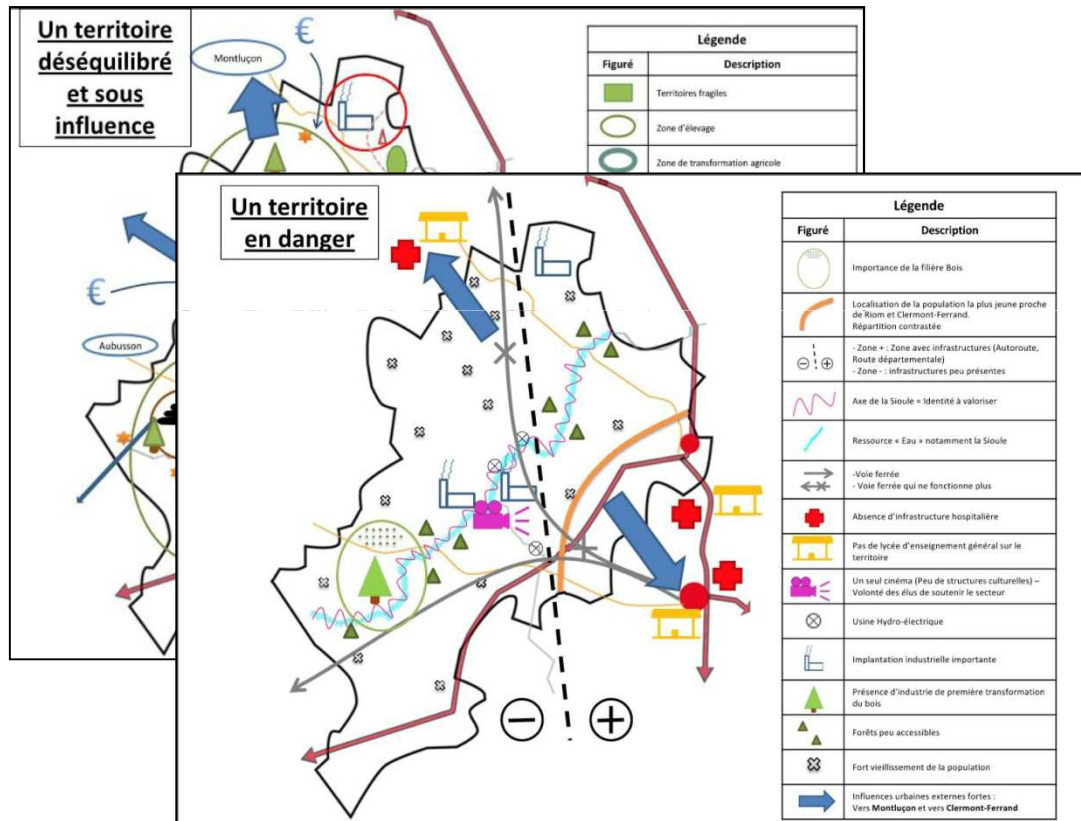 Un territoire
déséquilibré
et sous
influence
€
Montluçon
Légende
Figuré Description
Territoires fragiles
Zone d'élevage
Zone de transformation agricole
€
Aubusson
Un territoire
en danger
Légende
Figuré Description
Importance de la filière Bois
Localisation de la population la plus jeune proche
de Riom et Clermont-Ferrand.
Répartition contrastée
- Zone + : Zone avec infrastructures (Autoroute,
Route départementale)
- Zone - : infrastructures peu présentes
Axe de la Sioule = Identité à valoriser
Ressource « Eau » notamment la Sioule
-Voie ferrée
- Voie ferrée qui ne fonctionne plus
Absence d'infrastructure hospitalière
Pas de lycée d'enseignement général sur le
territoire
Un seul cinéma (Peu de structures culturelles) –
Volonté des élus de soutenir le secteur
Usine Hydro-électrique
Implantation industrielle importante
Présence d'industrie de première transformation
du bois
Forêts peu accessibles
Fort vieillissement de la population
Influences urbaines externes fortes :
Vers Montluçon et vers Clermont-Ferrand